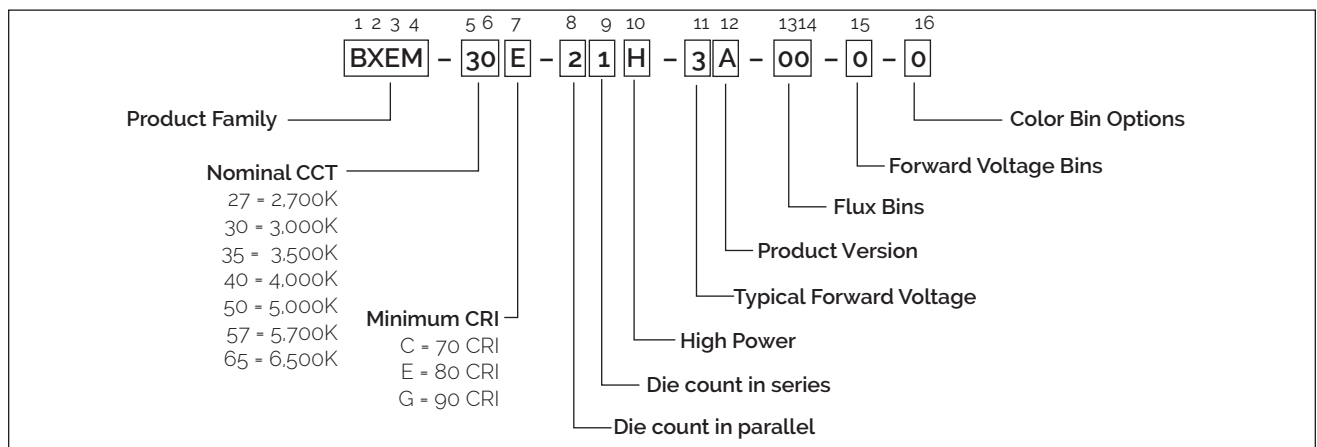 1 2 3 4 5 6 7 8 9 10 11 12 1314 15 16
BXEM – 30 E – 2 1 H – 3 A – 00 – 0 – 0
Product Family
Color Bin Options
Nominal CCT
27 = 2,700K
30 = 3,000K
35 = 3,500K
40 = 4,000K
50 = 5,000K
57 = 5,700K
65 = 6,500K
Forward Voltage Bins
Flux Bins
Product Version
Typical Forward Voltage
Minimum CRI
C = 70 CRI
E = 80 CRI
G = 90 CRI
High Power
Die count in series
Die count in parallel